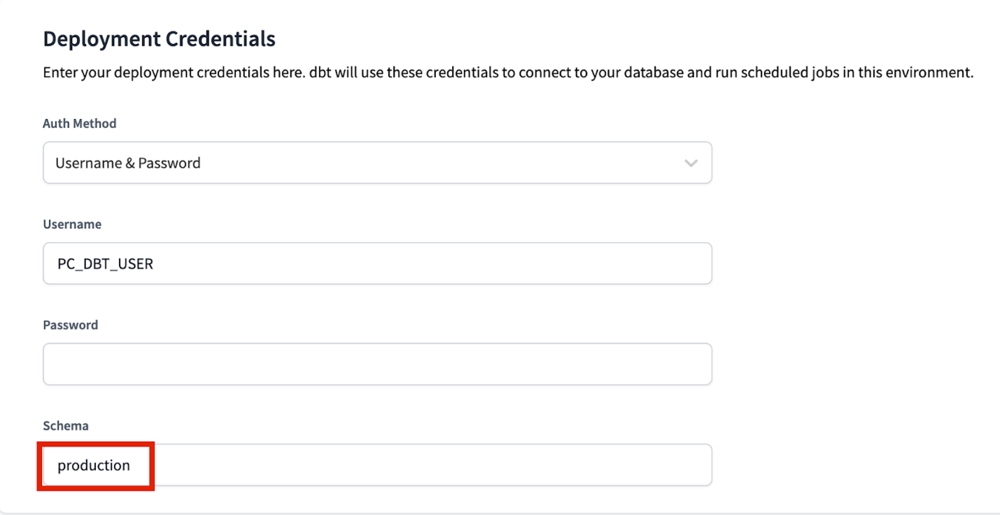 Deployment Credentials
Enter your deployment credentials here. dbt will use these credentials to connect to your database and run scheduled jobs in this environment.
Auth Method
Username & Password
Username
PC_DBT_USER
Password
Schema
production